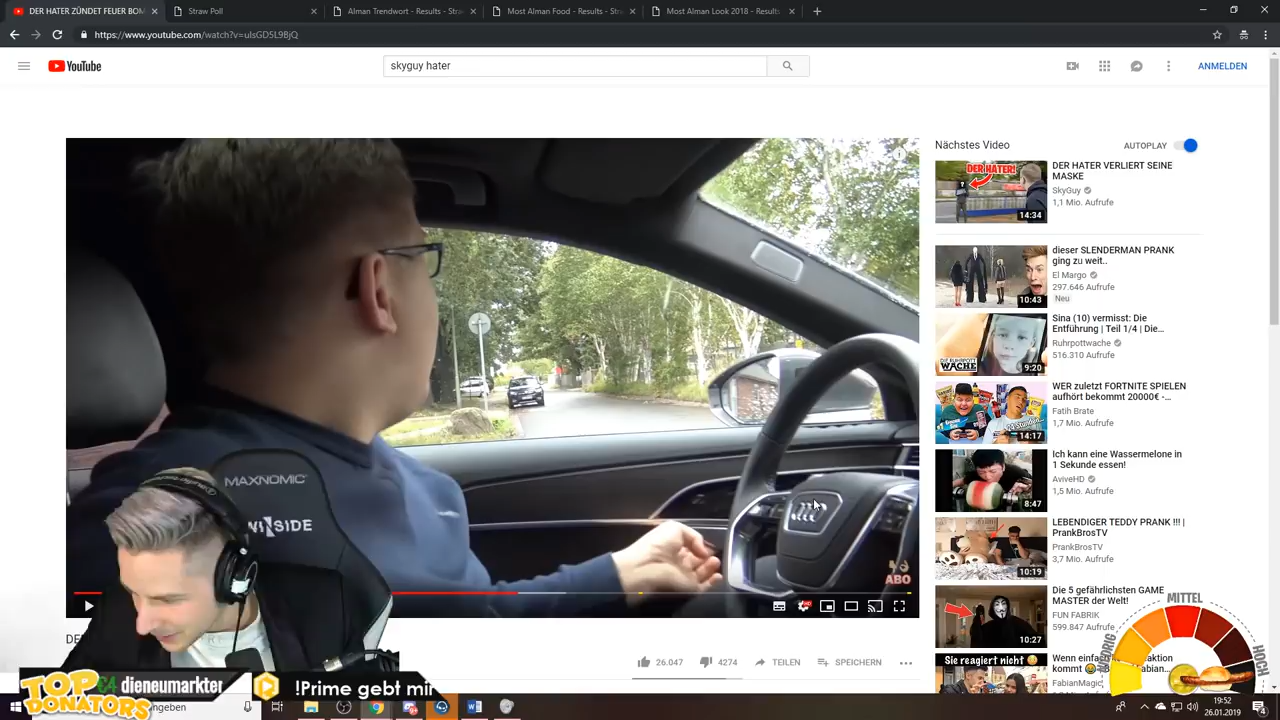 DER HATER ZÜNDET FEUER BOM
Straw Poll
Alman Trendwort - Results - Stra
Most Alman Food - Results - Stra
Most Alman Look 2018 - Results
https://www.youtube.com/watch?v=ulsGD5L9BjQ
YouTube
skyguy hater
ANMELDEN
Nächstes Video
AUTOPLAY
DER HATER!
14:34
DER HATER VERLIERT SEINE
MASKE
SkyGuy
1,1 Mio. Aufrufe
10:43
dieser SLENDERMAN PRANK
ging zu weit..
El Margo
297.646 Aufrufe
Neu
DIE RUHRPOTT
WACHE
9:20
Sina (10) vermisst: Die
Entführung | Teil 1/4 | Die...
Ruhrpottwache
516.310 Aufrufe
14:17
WER zuletzt FORTNITE SPIELEN
aufhört bekommt 20000€ -...
Fatih Brate
1,7 Mio. Aufrufe
8:47
Ich kann eine Wassermelone in
1 Sekunde essen!
AviveHD
1,5 Mio. Aufrufe
10:19
LEBENDIGER TEDDY PRANK !!! |
PrankBrosTV
PrankBrosTV
3,7 Mio. Aufrufe
10:27
Die 5 gefährlichsten GAME
MASTER der Welt!
FUN FABRIK
599.847 Aufrufe
Sie reagiert nicht
FabianMagic
MAXNOMIC
ABO
HD
26.047
4274
TEILEN
SPEICHERN
MITTEL
NIEDRIG
HOCH
TOP
DONATORS
dieneumarkter
!Prime gebt mir
19:52
26.01.2019
4